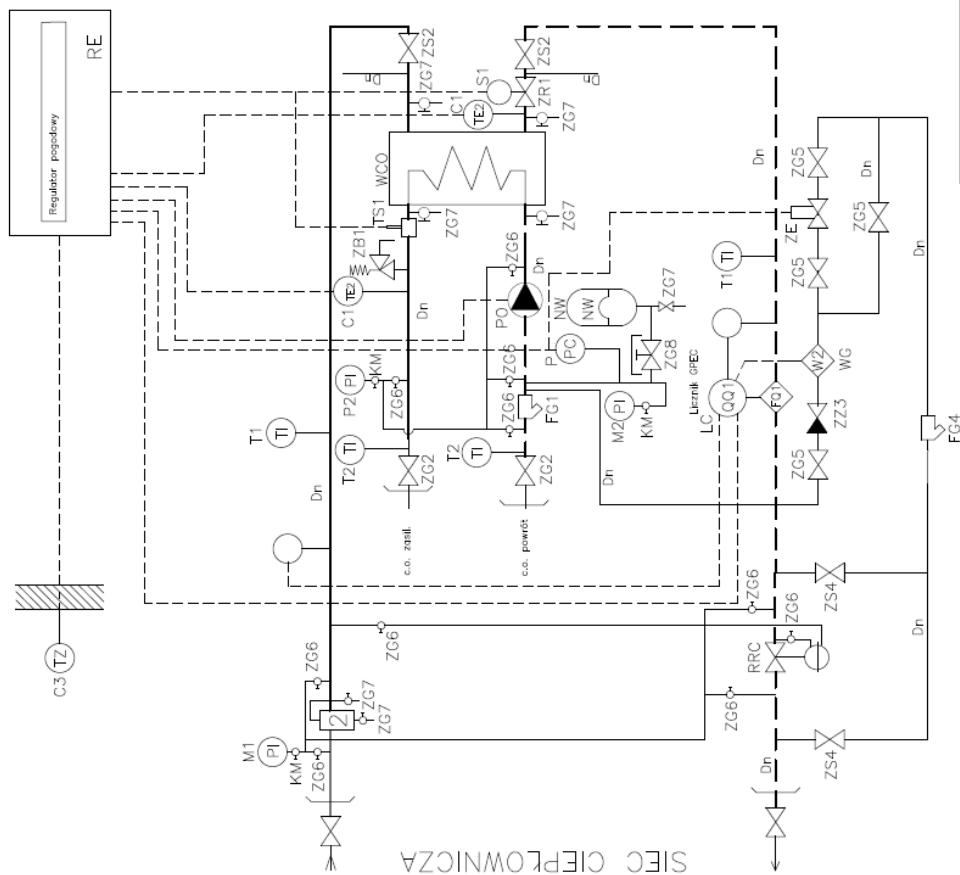 RE
Regulator pogodowy
C3
TZ
ZS2
ZG7
C1
TE2
S1
ZR1
ZS2
ZG7
WCO
TS1
ZG7
ZG7
ZB1
C1
TE2
Dn
ZG6
Dn
PO
NW
NW
ZG7
P
PC
ZG8
P2
PI
KM
ZG6
ZG6
ZG6
FG1
M2
PI
KM
T1
TI
T2
TI
ZG2
T2
TI
ZG2
Dn
c.o. zasil.
c.o. powrót
Dn
Dn
T1
TI
Licznik GPEC
LC
QQ1
FQ1
ZG5
ZE
ZG5
ZG5
Dn
W2
WG
ZZ3
ZG5
Dn
FG4
M1
PI
KM
ZG6
ZG6
2
ZG7
ZG7
ZG6
ZG6
ZG6
RRC
ZG6
ZS4
ZS4
Dn
Dn
SIEC CIEPŁOWNICZA